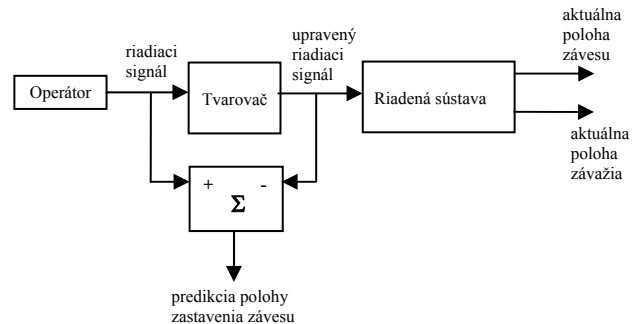 aktuálna
poloha
závesu
upravený
riadiaci
signál
riadiaci
signál
Operátor
Tvarovač
Riadená sústava
aktuálna
poloha
závažia
+ -
Σ
predikcia polohy
zastavenia závesu